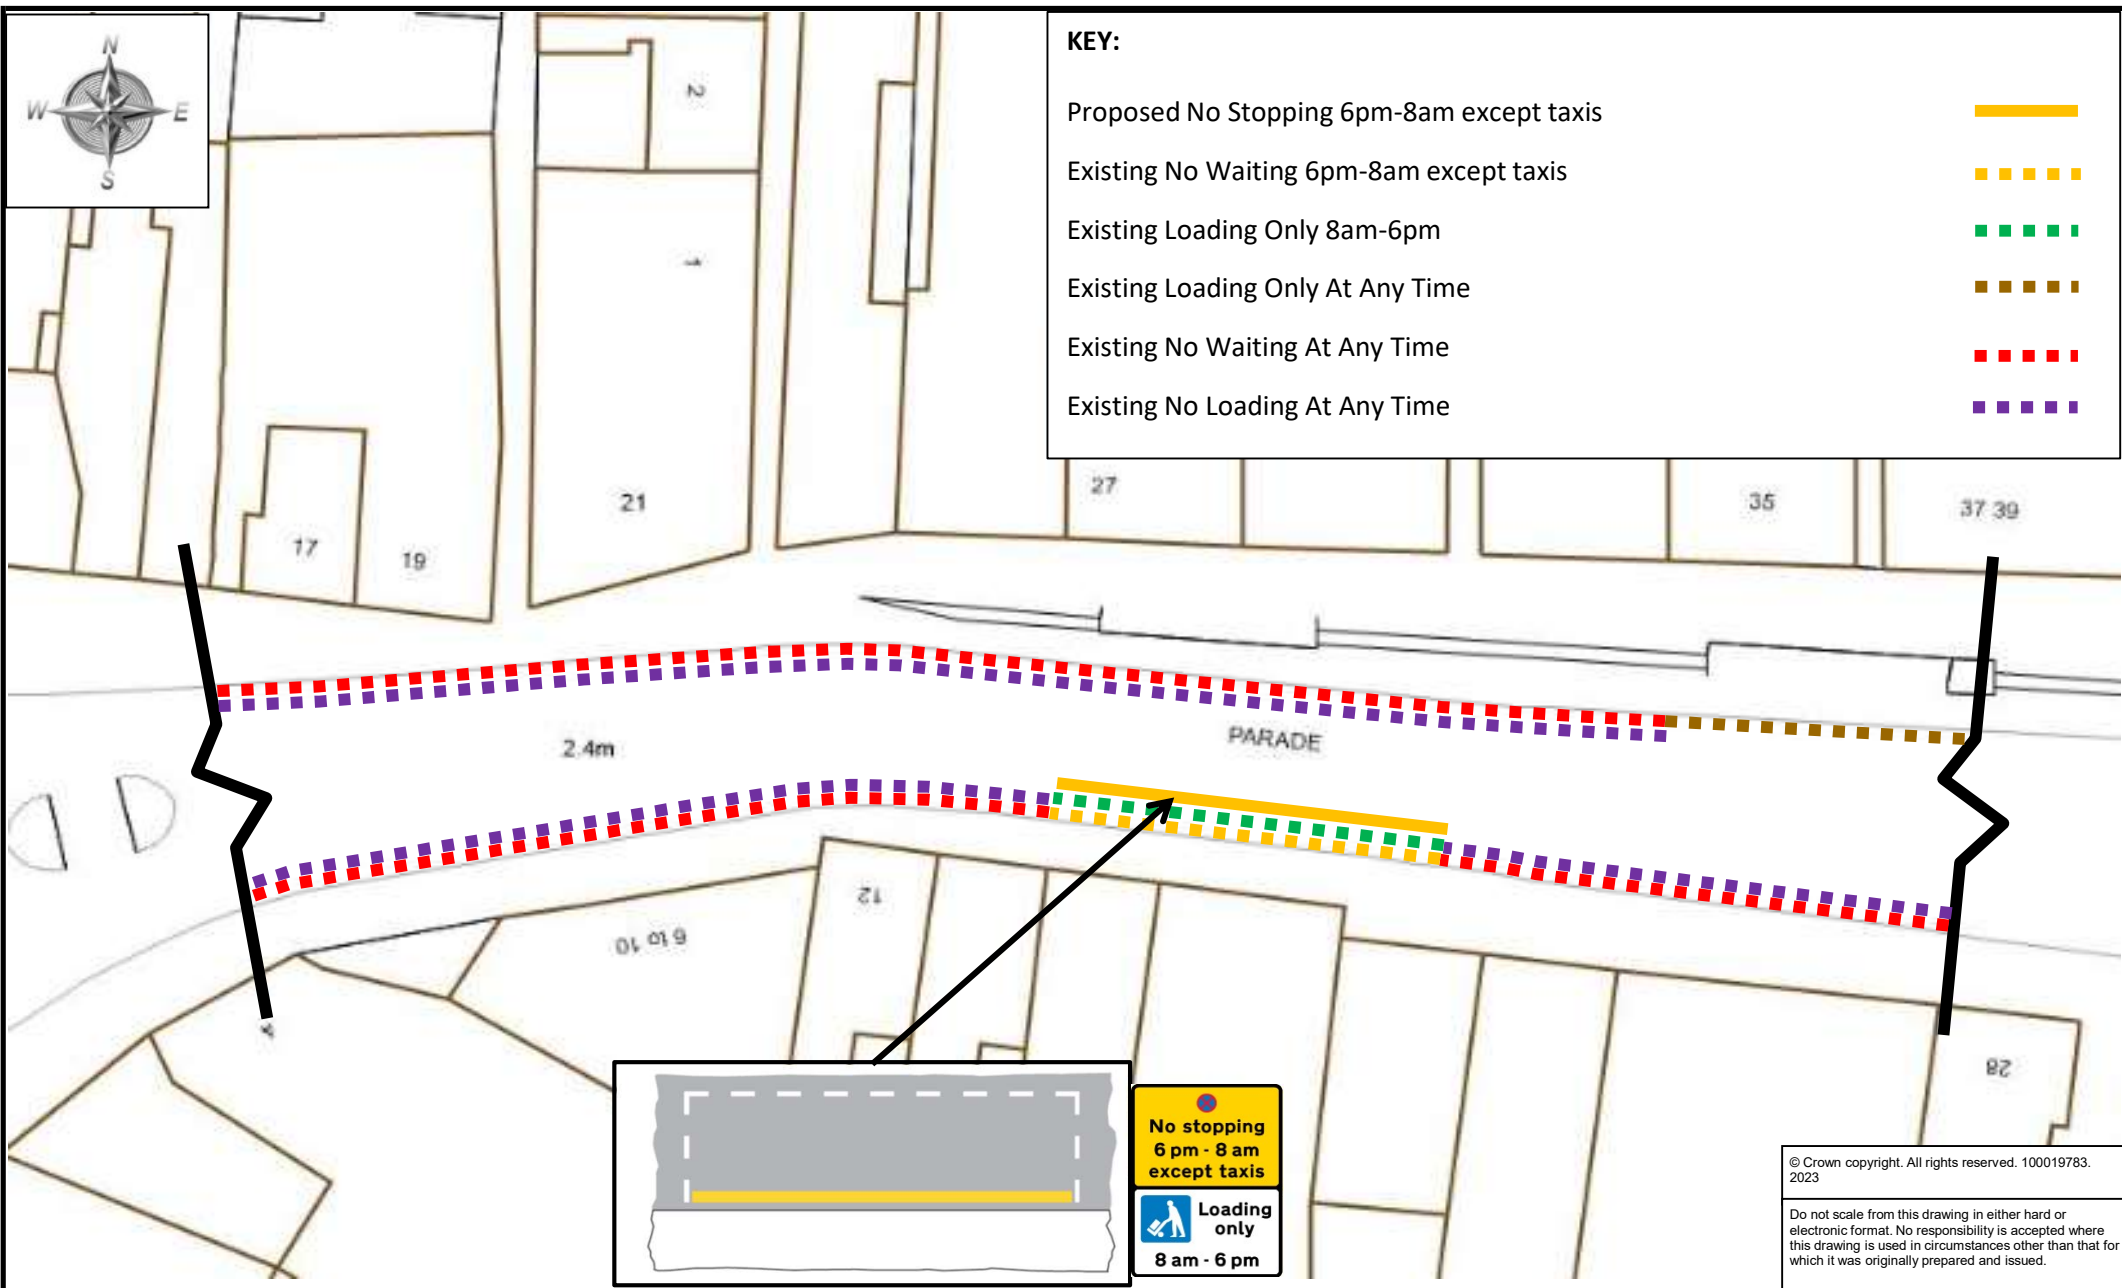 N
W E
S
KEY:
Proposed No Stopping 6pm-8am except taxis
Existing No Waiting 6pm-8am except taxis
Existing Loading Only 8am-6pm
Existing Loading Only At Any Time
Existing No Waiting At Any Time
Existing No Loading At Any Time
2
1
21
27
35
37 39
17
19
2.4m
PARADE
12
6 to 10
28
No stopping
6 pm - 8 am
except taxis
Loading
only
8 am - 6 pm
© Crown copyright. All rights reserved. 100019783.
2023
Do not scale from this drawing in either hard or
electronic format. No responsibility is accepted where
this drawing is used in circumstances other than that for
which it was originally prepared and issued.